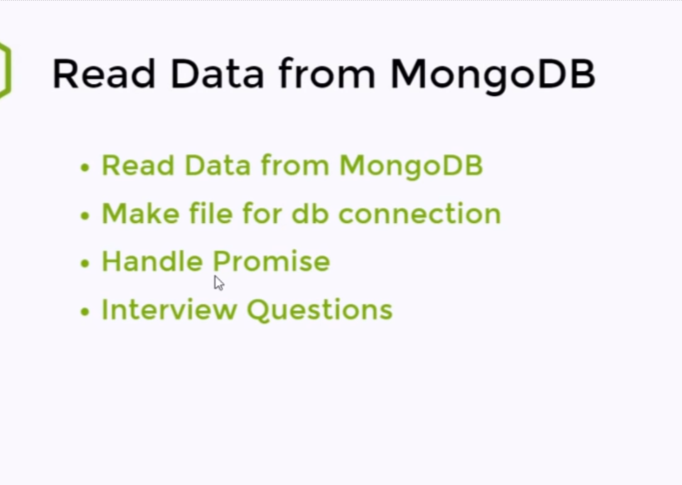 Read Data from MongoDB
• Read Data from MongoDB
• Make file for db connection
• Handle Promise
• Interview Questions